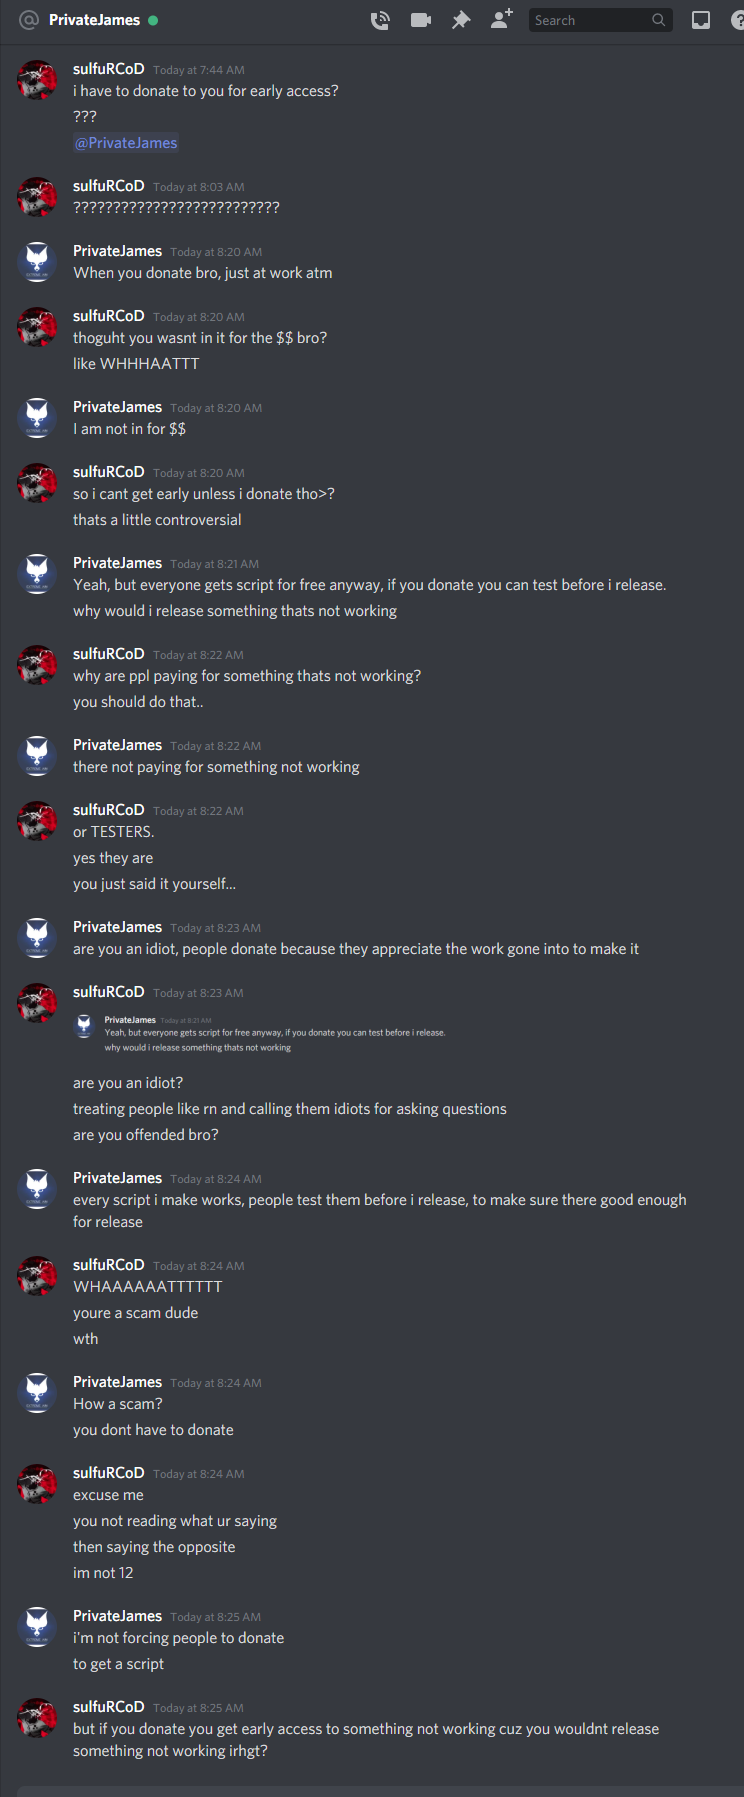 PrivateJames
Search
sulfuRCoD Today at 7:44 AM
i have to donate to you for early access?
???
@PrivateJames
sulfuRCoD Today at 8:03 AM
??????????????????????????
PrivateJames Today at 8:20 AM
When you donate bro, just at work atm
sulfuRCoD Today at 8:20 AM
thoguht you wasnt in it for the $$ bro?
like WHHHAATTT
PrivateJames Today at 8:20 AM
I am not in for $$
sulfuRCoD Today at 8:20 AM
so i cant get early unless i donate tho>?
thats a little controversial
PrivateJames Today at 8:21 AM
Yeah, but everyone gets script for free anyway, if you donate you can test before i release.
why would i release something thats not working
sulfuRCoD Today at 8:22 AM
why are ppl paying for something thats not working?
you should do that..
PrivateJames Today at 8:22 AM
there not paying for something not working
sulfuRCoD Today at 8:22 AM
or TESTERS.
yes they are
you just said it yourself...
PrivateJames Today at 8:23 AM
are you an idiot, people donate because they appreciate the work gone into to make it
sulfuRCoD Today at 8:23 AM
PrivateJames Today at 8:21 AM
Yeah, but everyone gets script for free anyway, if you donate you can test before i release.
why would i release something thats not working
are you an idiot?
treating people like rn and calling them idiots for asking questions
are you offended bro?
PrivateJames Today at 8:24 AM
every script i make works, people test them before i release, to make sure there good enough
for release
sulfuRCoD Today at 8:24 AM
WHAAAAAATTTTTT
youre a scam dude
wth
PrivateJames Today at 8:24 AM
How a scam?
you dont have to donate
sulfuRCoD Today at 8:24 AM
excuse me
you not reading what ur saying
then saying the opposite
im not 12
PrivateJames Today at 8:25 AM
i'm not forcing people to donate
to get a script
sulfuRCoD Today at 8:25 AM
but if you donate you get early access to something not working cuz you wouldnt release
something not working irhgt?